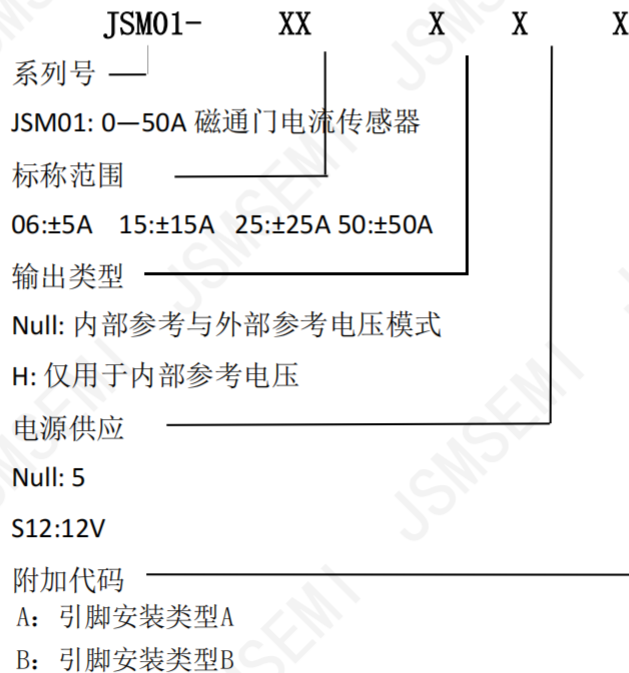 JSM01- XX X X X
系列号
JSM01: 0—50A 磁通门电流传感器
标称范围
06:±5A 15:±15A 25:±25A 50:±50A
输出类型
Null: 内部参考与外部参考电压模式
H: 仅用于内部参考电压
电源供应
Null: 5
S12:12V
附加代码
A: 引脚安装类型A
B: 引脚安装类型B
JSMSEMI
JSMSEMI
JSMSEMI